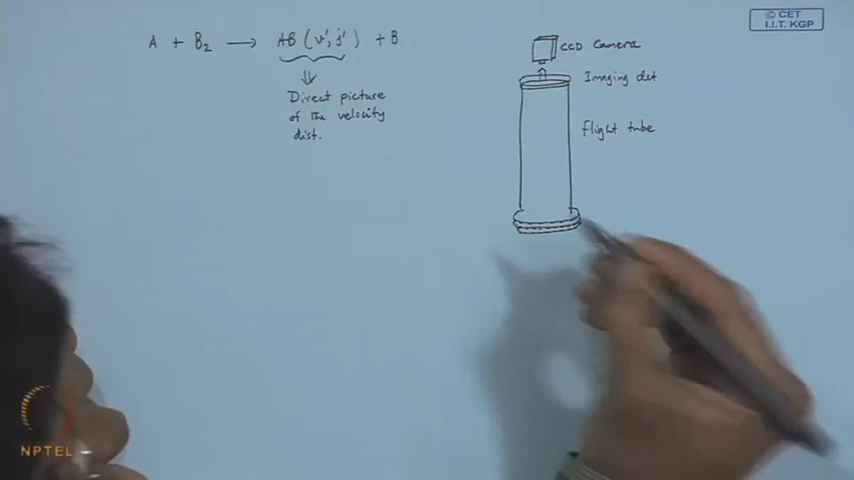 © CET
I.I.T. KGP
A + B₂ ⟶ AB (v', j') + B
Direct picture
of the velocity
dist.
CCD Camera
Imaging det
flight tube
NPTEL